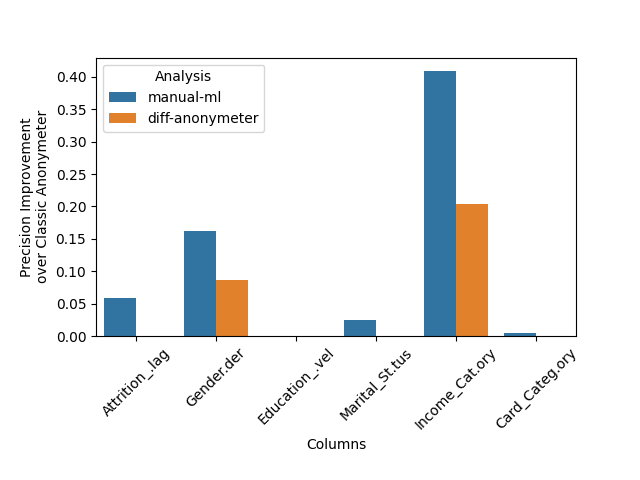 Precision Improvement
over Classic Anonymeter
0.40
0.35
0.30
0.25
0.20
0.15
0.10
0.05
0.00
Analysis
manual-ml
diff-anonymeter
Attrition_.lag
Gender.der
Education_.vel
Marital_St.tus
Income_Cat.ory
Card_Categ.ory
Columns